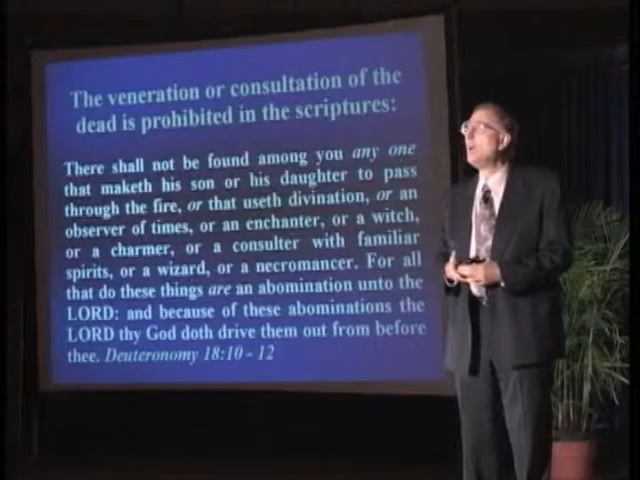 The veneration or consultation of the
dead is prohibited in the scriptures:
There shall not be found among you any one
that maketh his son or his daughter to pass
through the fire, or that useth divination, or an
observer of times, or an enchanter, or a witch,
or a charmer, or a consulter with familiar
spirits, or a wizard, or a necromancer. For all
that do these things are an abomination unto the
LORD: and because of these abominations the
LORD thy God doth drive them out from before
thee. Deuteronomy 18:10 - 12